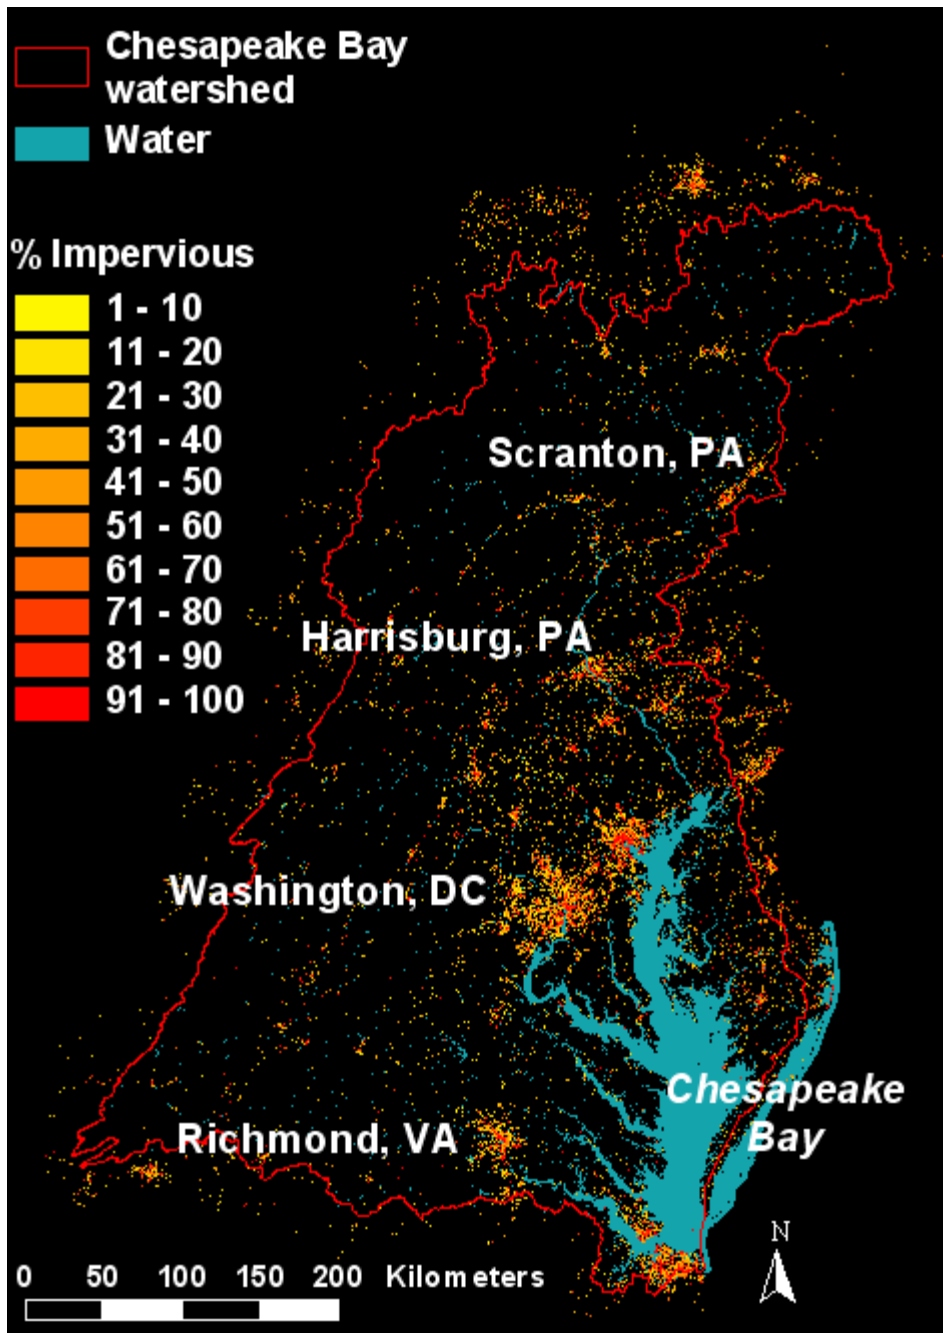 Chesapeake Bay
watershed
Water
% Impervious
1 - 10
11 - 20
21 - 30
31 - 40
41 - 50
51 - 60
61 - 70
71 - 80
81 - 90
91 - 100
Scranton, PA
Harrisburg, PA
Washington, DC
Chesapeake
Bay
Richmond, VA
N
0 50 100 150 200 Kilometers